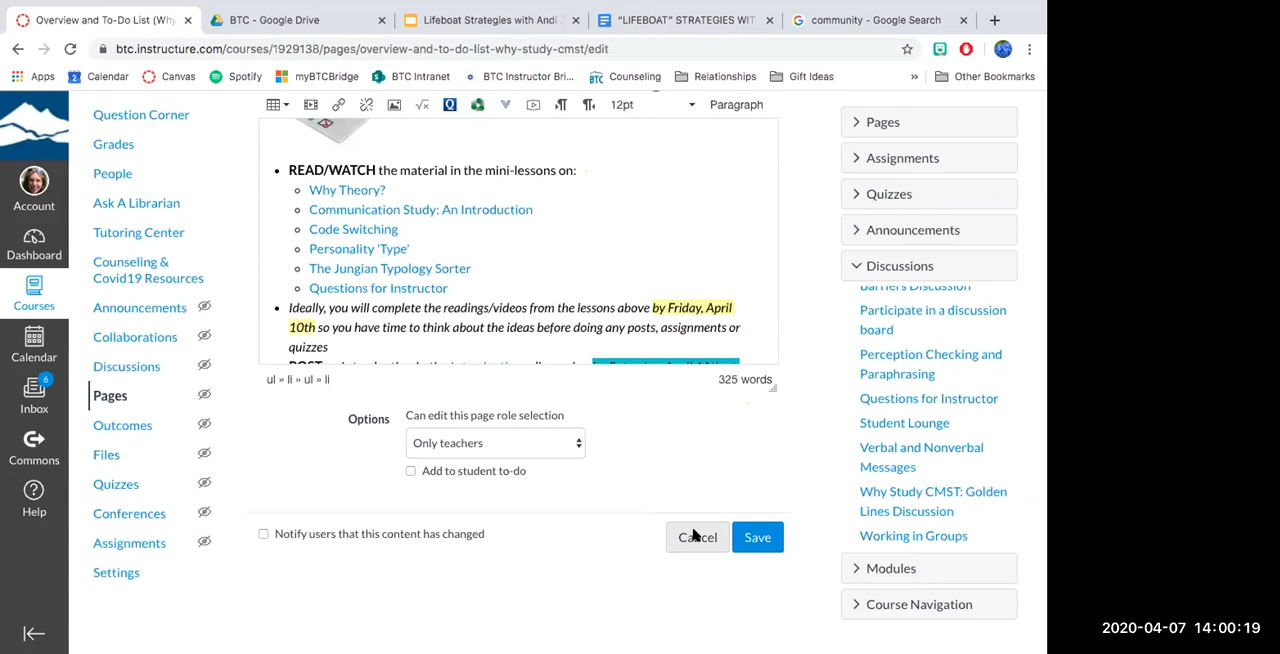 Overview and To-Do List (Why
BTC - Google Drive
Lifeboat Strategies with Andi
"LIFEBOAT" STRATEGIES WIT
community - Google Search
btc.instructure.com/courses/1929138/pages/overview-and-to-do-list-why-study-cmst/edit
Apps
Calendar
Canvas
Spotify
myBTCBridge
BTC Intranet
BTC Instructor Bri...
Counseling
Relationships
Gift Ideas
»
Other Bookmarks
Account
Dashboard
Courses
Calendar
6
Inbox
Commons
Help
Question Corner
Grades
People
Ask A Librarian
Tutoring Center
Counseling &
Covid19 Resources
Announcements
Collaborations
Discussions
Pages
Outcomes
Files
Quizzes
Conferences
Assignments
Settings
12pt
Paragraph
READ/WATCH the material in the mini-lessons on:
Why Theory?
Communication Study: An Introduction
Code Switching
Personality 'Type'
The Jungian Typology Sorter
Questions for Instructor
Ideally, you will complete the readings/videos from the lessons above by Friday, April
10th so you have time to think about the ideas before doing any posts, assignments or
quizzes
ul » li » ul » li
325 words
Options
Can edit this page role selection
Only teachers
Add to student to-do
Notify users that this content has changed
Cancel
Save
Pages
Assignments
Quizzes
Announcements
Discussions
Barriers Discussion
Participate in a discussion
board
Perception Checking and
Paraphrasing
Questions for Instructor
Student Lounge
Verbal and Nonverbal
Messages
Why Study CMST: Golden
Lines Discussion
Working in Groups
Modules
Course Navigation
2020-04-07 14:00:19